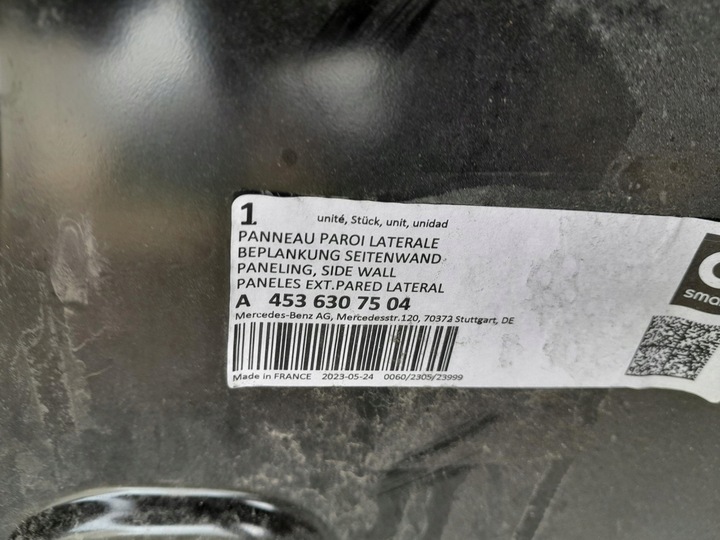 1 unité, Stück, unit, unidad
PANNEAU PAROI LATERALE
BEPLANKUNG SEITENWAND
PANELING, SIDE WALL
PANELES EXT.PARED LATERAL
A 453 630 75 04
Mercedes-Benz AG, Mercedesstr.120, 70372 Stuttgart, DE
Made in FRANCE 2023-05-24 0060/2305/23999